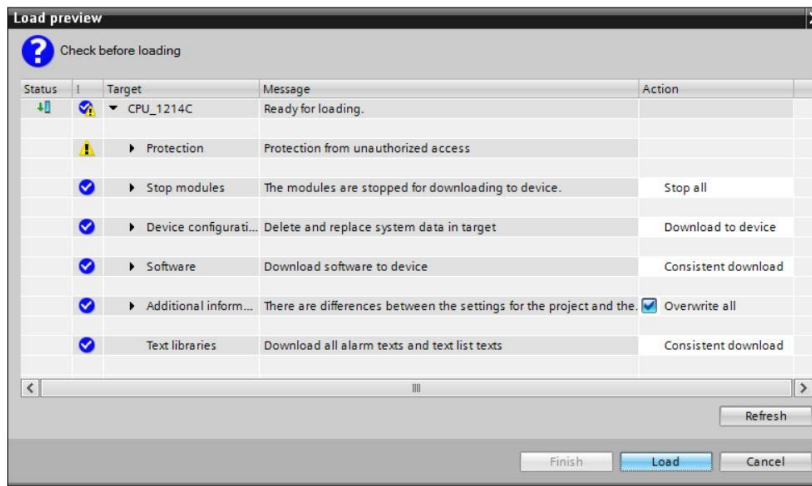 Load preview
Check before loading
Status ! Target Message Action
CPU_1214C Ready for loading.
Protection Protection from unauthorized access
Stop modules The modules are stopped for downloading to device. Stop all
Device configurati... Delete and replace system data in target Download to device
Software Download software to device Consistent download
Additional inform... There are differences between the settings for the project and the. Overwrite all
Text libraries Download all alarm texts and text list texts Consistent download
Refresh
Finish Load Cancel